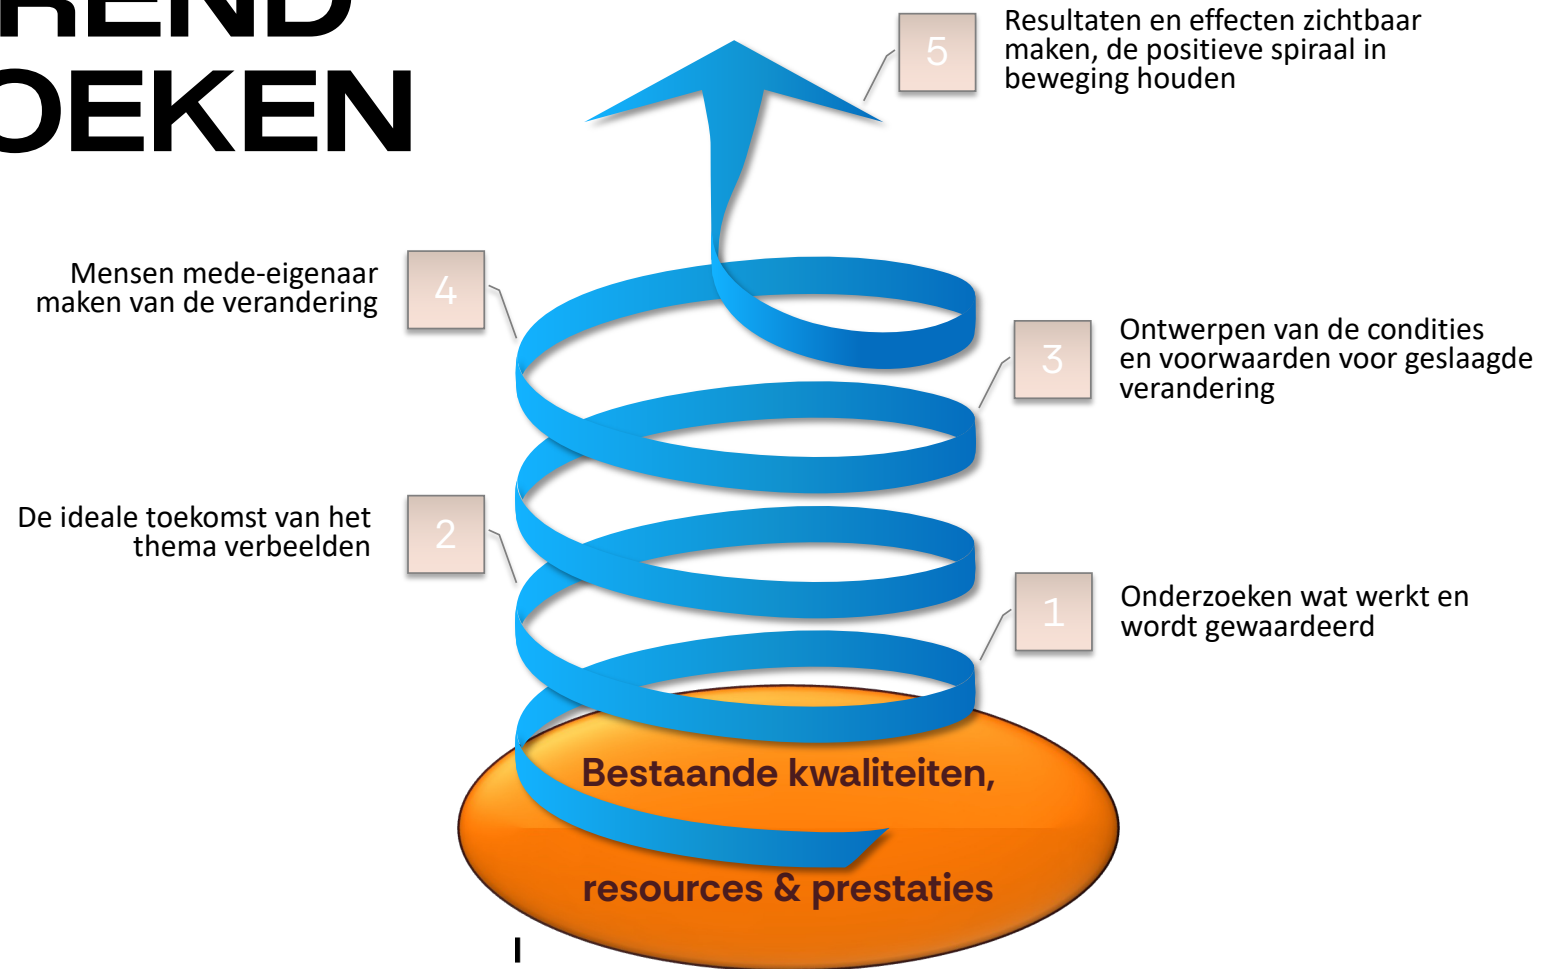 REND
OEKEN
5
Resultaten en effecten zichtbaar
maken, de positieve spiraal in
beweging houden
4
Mensen mede-eigenaar
maken van de verandering
3
Ontwerpen van de condities
en voorwaarden voor geslaagde
verandering
2
De ideale toekomst van het
thema verbeelden
1
Onderzoeken wat werkt en
wordt gewaardeerd
Bestaande kwaliteiten,
resources & prestaties